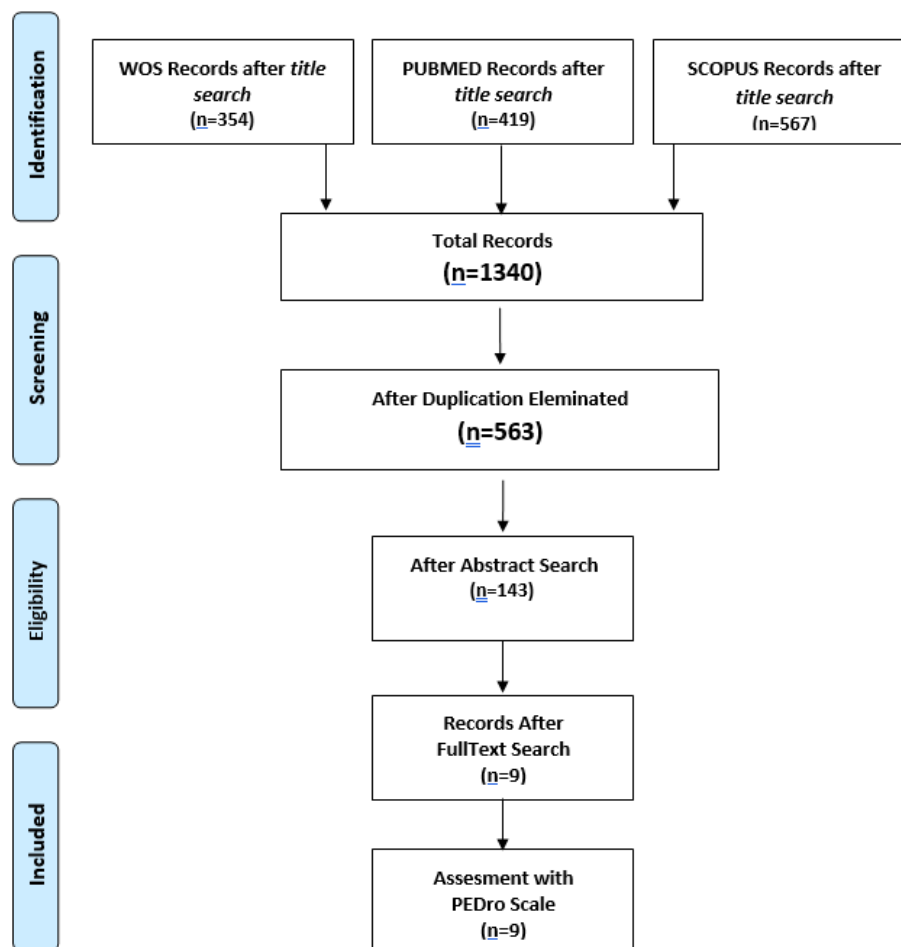 Identification
WOS Records after title
search
(n=354)
PUBMED Records after
title search
(n=419)
SCOPUS Records after
title search
(n=567)
Total Records
(n=1340)
Screening
After Duplication Eleminated
(n=563)
Eligibility
After Abstract Search
(n=143)
Records After
FullText Search
(n=9)
Included
Assesment with
PEDro Scale
(n=9)